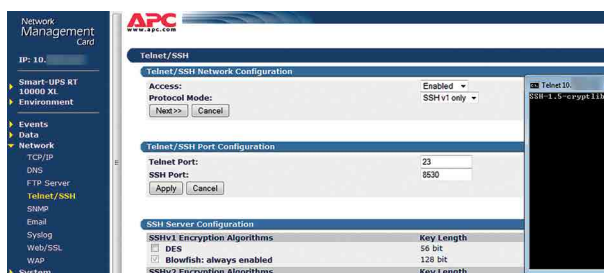 Network
Management
Card
IP: 10.
Smart-UPS RT
10000 XL
Environment
Events
Data
Network
TCP/IP
DNS
FTP Server
Telnet/SSH
SNMP
Email
Syslog
Web/SSL
WAP
System
APC
www.apc.com
Telnet/SSH
Telnet/SSH Network Configuration
Access: Enabled
Protocol Mode: SSHv1 only
Next>> Cancel
Telnet/SSH Port Configuration
Telnet Port: 23
SSH Port: 8530
Apply Cancel
SSH Server Configuration
SSHv1 Encryption Algorithms Key Length
DES 56 bit
Blowfish: always enabled 128 bit
SSHv2 Encryption Algorithms Key Length
Telnet 10.
SSH-1.5-cryptlib